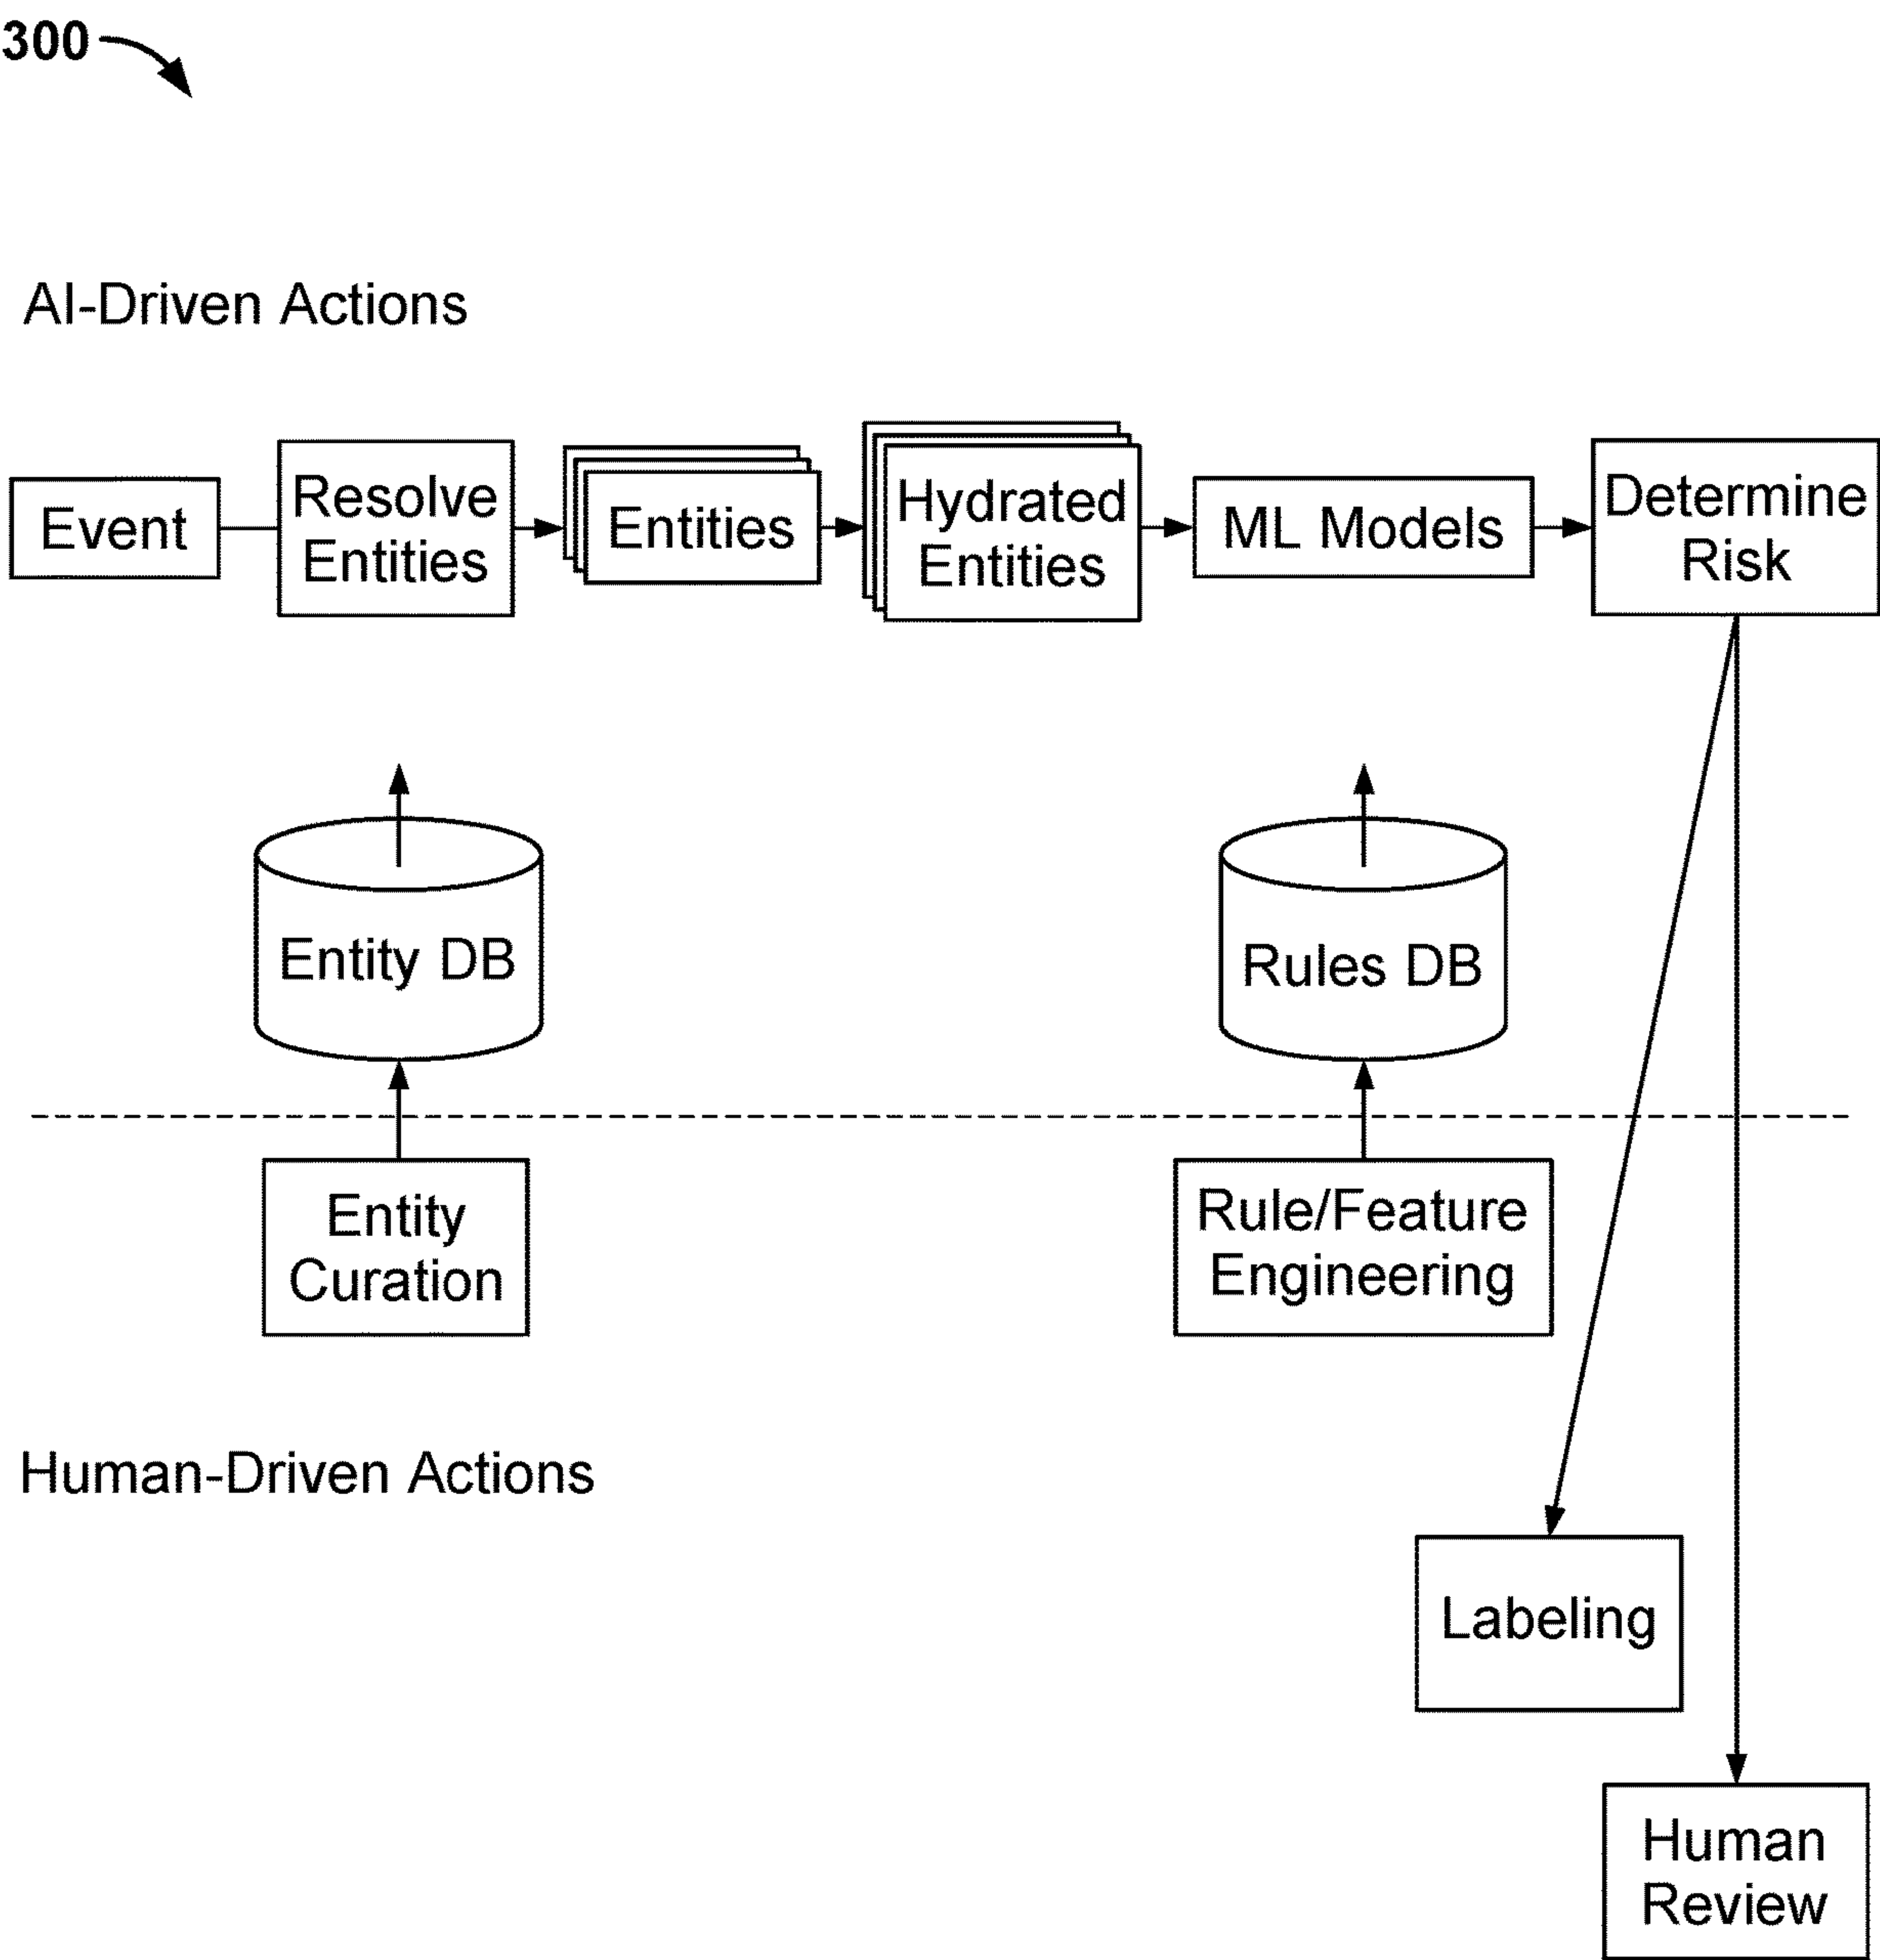 300
AI-Driven Actions
Event
Resolve
Entities
Entities
Hydrated
Entities
ML Models
Determine
Risk
Entity DB
Rules DB
Entity
Curation
Rule/Feature
Engineering
Human-Driven Actions
Labeling
Human
Review